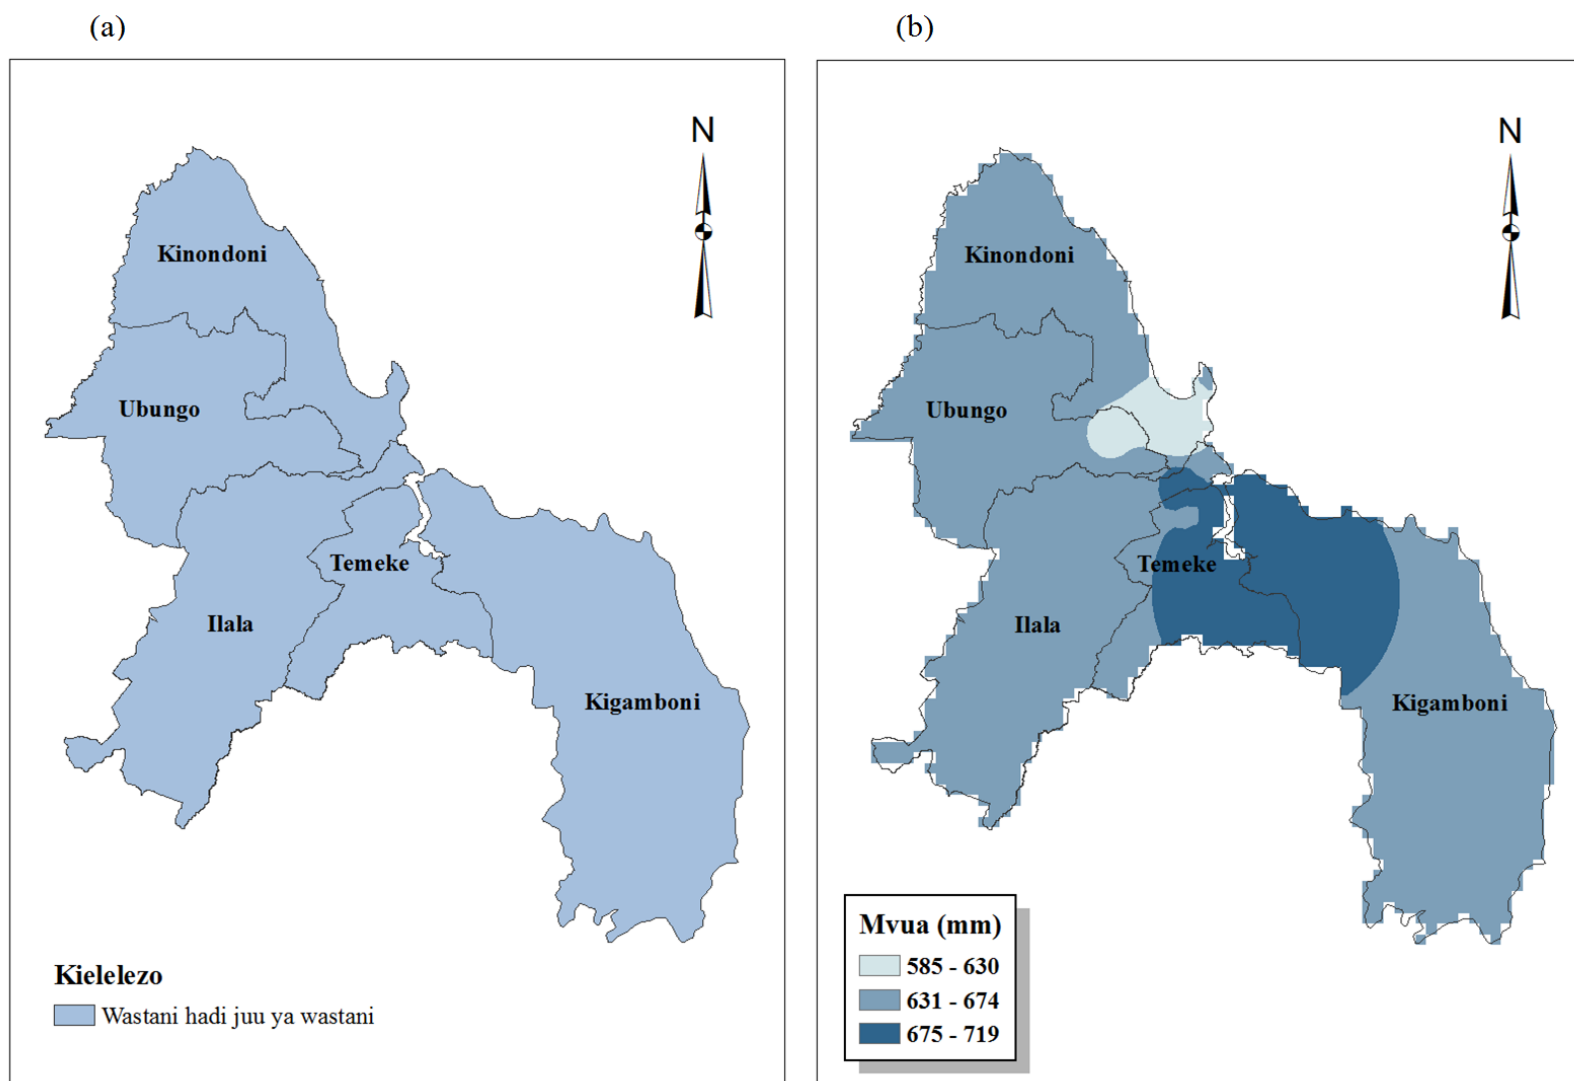 (a)
N
Kinondoni
Ubungo
Temeke
Ilala
Kigamboni
Kielelezo
Wastani hadi juu ya wastani
(b)
N
Kinondoni
Ubungo
Temeke
Ilala
Kigamboni
Mvua (mm)
585 - 630
631 - 674
675 - 719